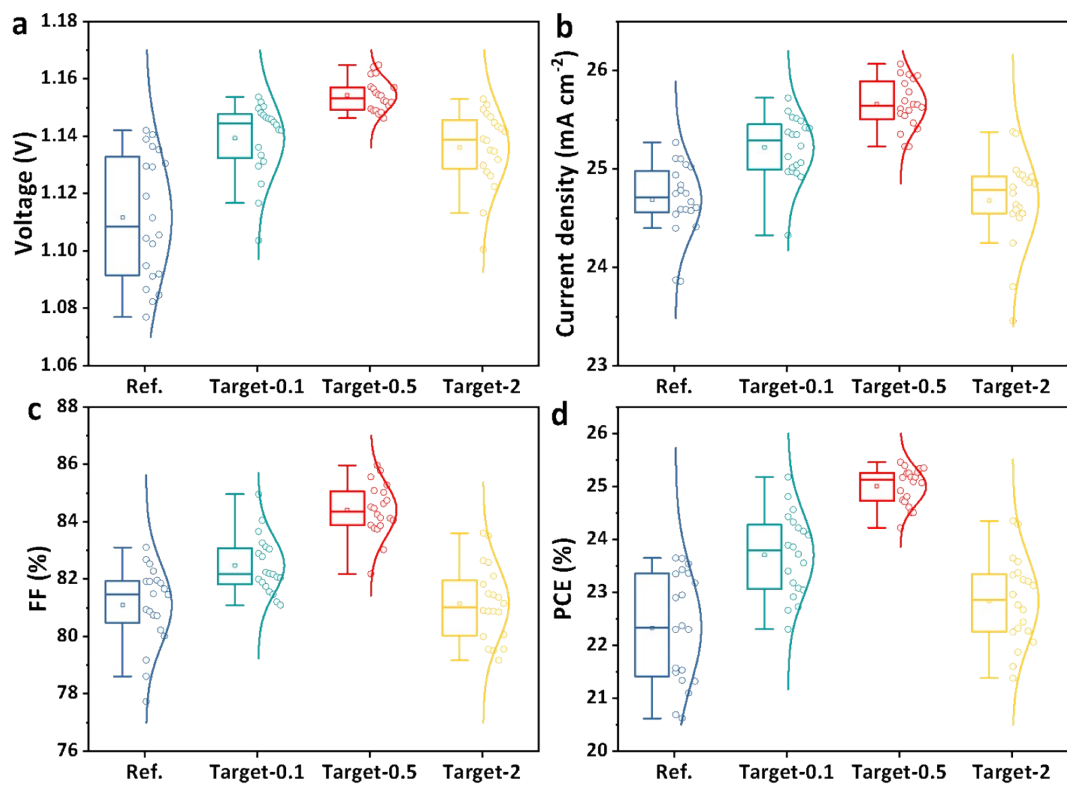 a
1.18
1.16
1.14
1.12
1.10
1.08
1.06
Voltage (V)
Ref. Target-0.1 Target-0.5 Target-2
b
26
25
24
23
Current density (mA cm⁻²)
Ref. Target-0.1 Target-0.5 Target-2
c
88
86
84
82
80
78
76
FF (%)
Ref. Target-0.1 Target-0.5 Target-2
d
26
25
24
23
22
21
20
PCE (%)
Ref. Target-0.1 Target-0.5 Target-2